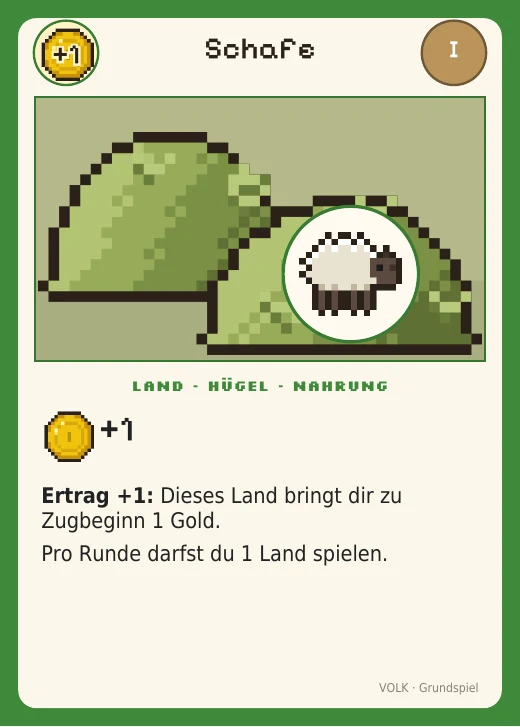 +1
Schafe
I
LAND - HÜGEL - NAHRUNG
+1
Ertrag +1: Dieses Land bringt dir zu
Zugbeginn 1 Gold.
Pro Runde darfst du 1 Land spielen.
VOLK · Grundspiel